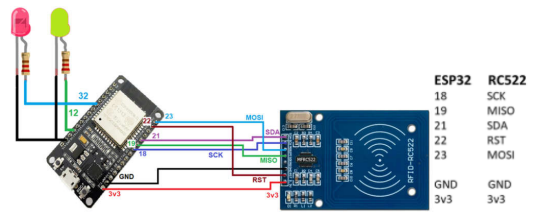 ESP32 RC522
18 SCK
19 MISO
21 SDA
22 RST
23 MOSI
GND GND
3v3 3v3
32
12
22
23
MOSI
21
SDA
19
18
SCK
MISO
GND
RST
3v3
3v3
MFRC522
RFID-RC522